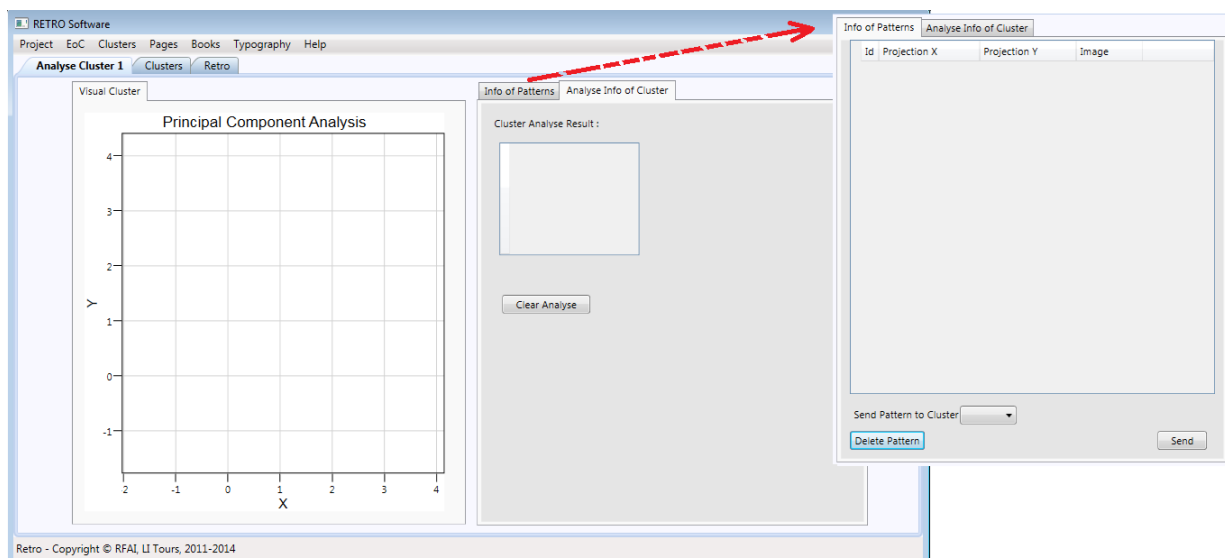 RETRO Software
Project EoC Clusters Pages Books Typography Help
Analyse Cluster 1 Clusters Retro
Visual Cluster
Principal Component Analysis
4
3
2
1
0
-1
Y
2 -1 0 1 2 3 4
X
Info of Patterns Analyse Info of Cluster
Cluster Analyse Result :
Clear Analyse
Retro - Copyright © RFAI, LI Tours, 2011-2014
Info of Patterns Analyse Info of Cluster
Id Projection X Projection Y Image
Send Pattern to Cluster
Delete Pattern Send